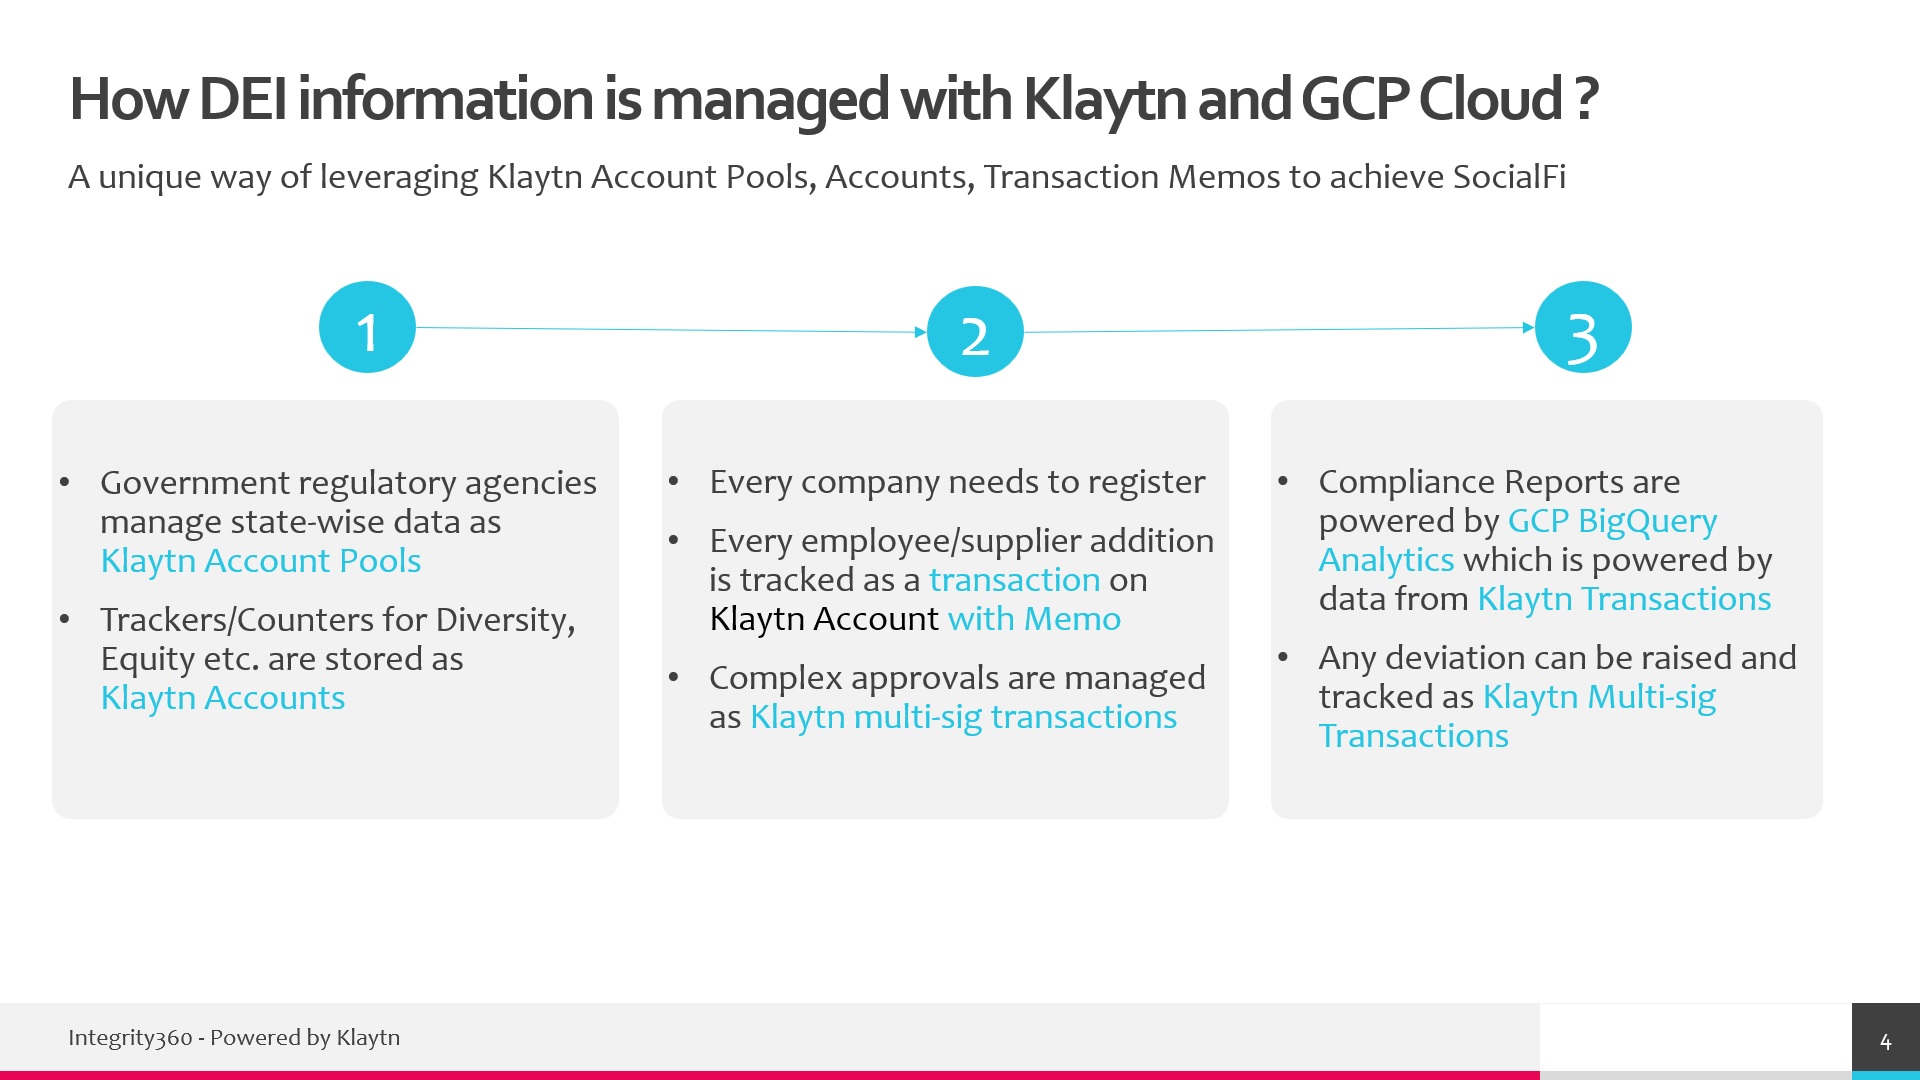 How DEI information is managed with Klaytn and GCP Cloud ?
A unique way of leveraging Klaytn Account Pools, Accounts, Transaction Memos to achieve SocialFi
1
2
3
• Government regulatory agencies
manage state-wise data as
Klaytn Account Pools
• Trackers/Counters for Diversity,
Equity etc. are stored as
Klaytn Accounts
• Every company needs to register
• Every employee/supplier addition
is tracked as a transaction on
Klaytn Account with Memo
• Complex approvals are managed
as Klaytn multi-sig transactions
• Compliance Reports are
powered by GCP BigQuery
Analytics which is powered by
data from Klaytn Transactions
• Any deviation can be raised and
tracked as Klaytn Multi-sig
Transactions
Integrity360 - Powered by Klaytn
4